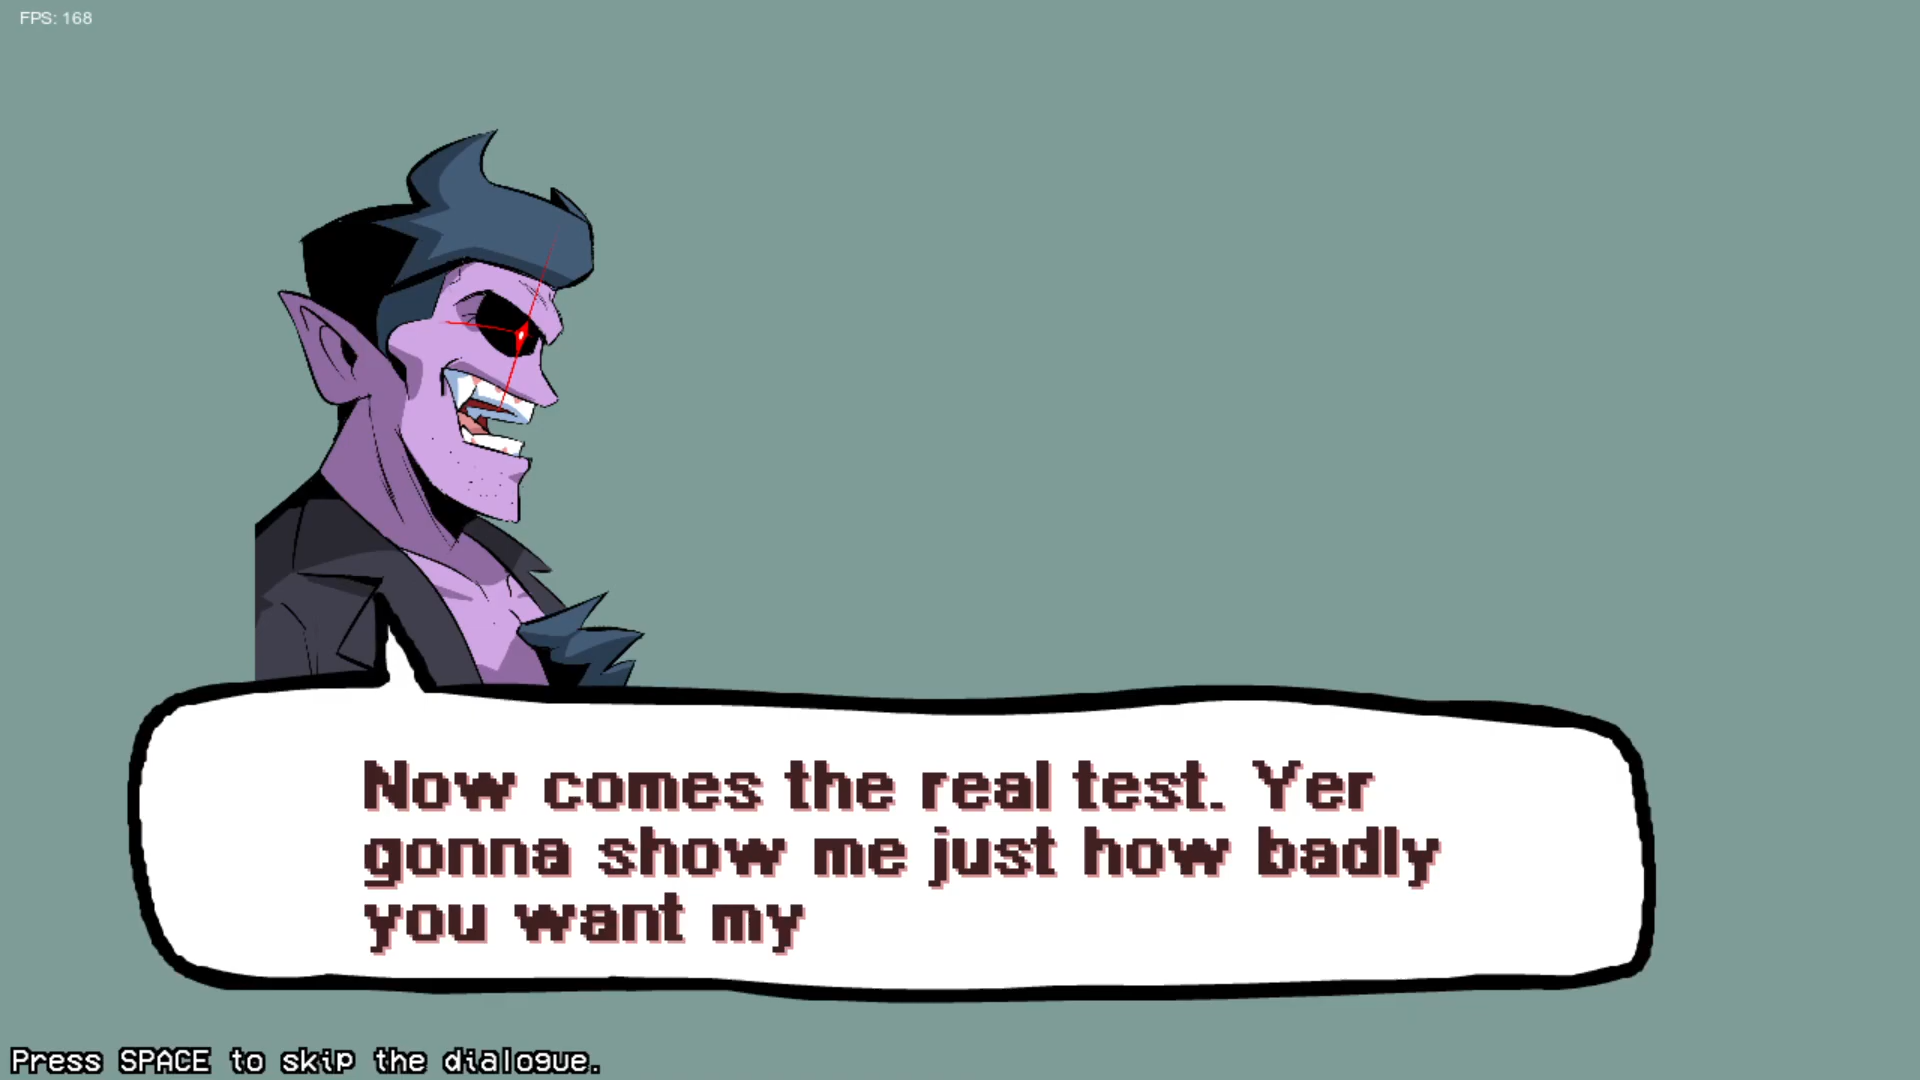 FPS: 168
Now comes the real test. Yer
gonna show me just how badly
you want my
Press SPACE to skip the dialogue.